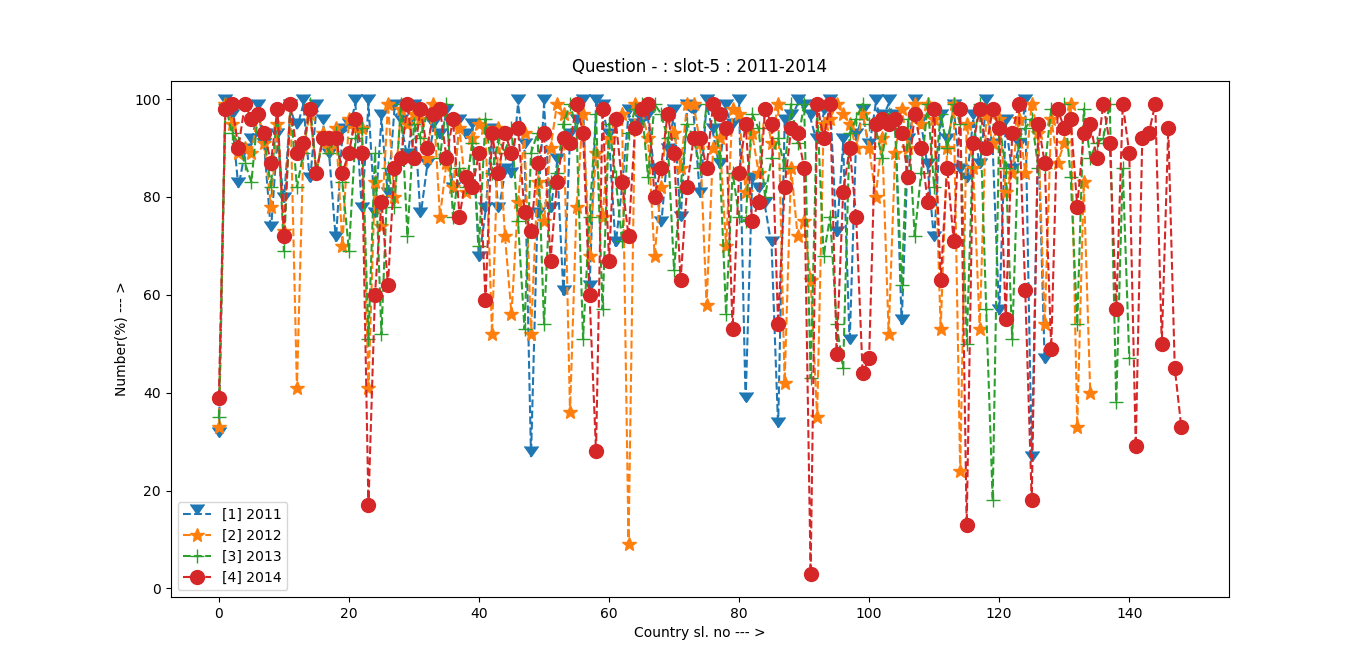 Question - : slot-5 : 2011-2014
Number(%) --- >
100
80
60
40
20
0
[1] 2011
[2] 2012
[3] 2013
[4] 2014
0 20 40 60 80 100 120 140
Country sl. no --- >